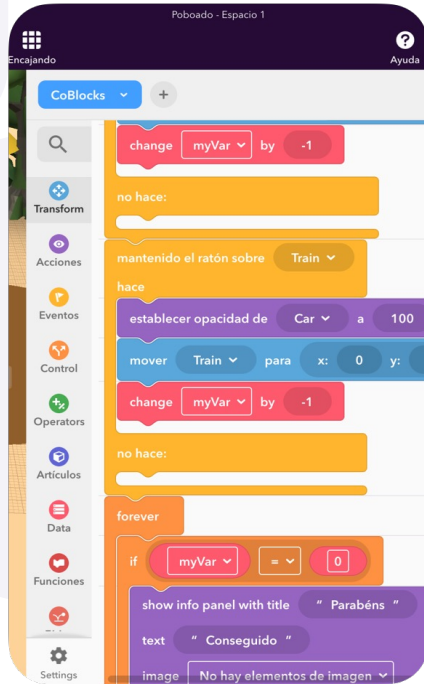 Poblado - Espacio 1
Encajando
Ayuda
CoBlocks
+
change myVar by -1
no hace:
Transform
mantenido el ratón sobre Train
hace
Acciones
establecer opacidad de Car a 100
Eventos
mover Train para x: 0 y:
Control
change myVar by -1
Operators
no hace:
Artículos
forever
Data
if myVar = 0
Funciones
show info panel with title " Parabéns "
text " Conseguido "
Settings
image No hay elementos de imagen